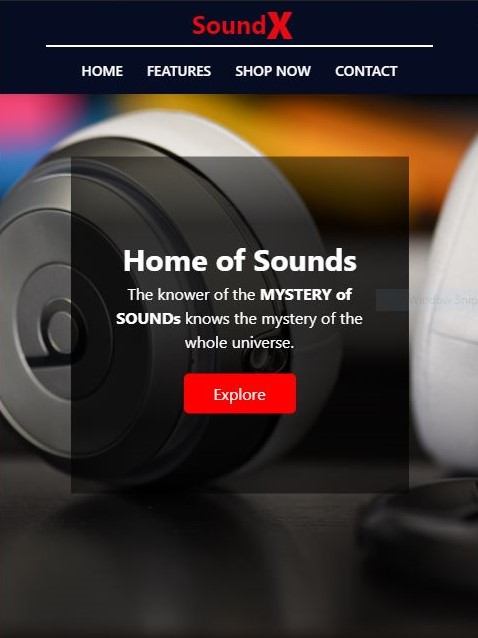 SoundX
HOME FEATURES SHOP NOW CONTACT
Home of Sounds
The knower of the MYSTERY of
SOUNDs knows the mystery of the
whole universe.
Explore
Window Snip